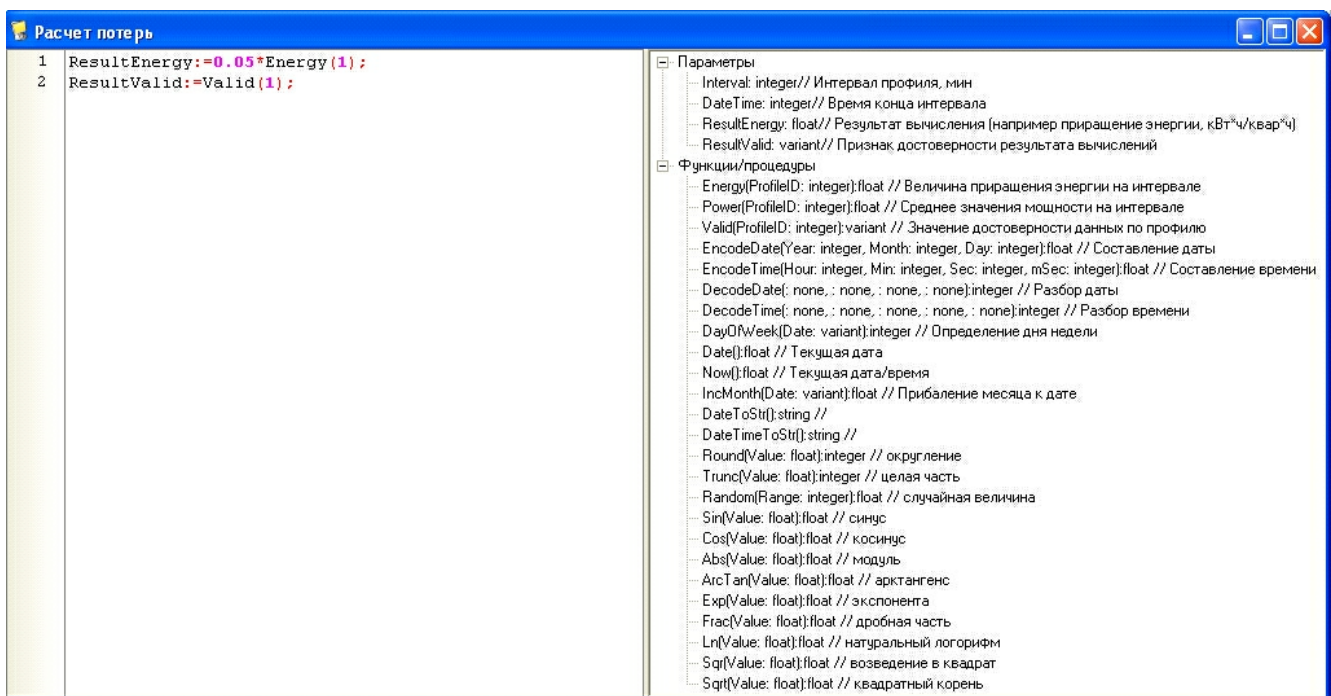 Расчет потерь
1 ResultEnergy:=0.05*Energy(1);
2 ResultValid:=Valid(1);
Параметры
Interval: integer// Интервал профиля, мин
DateTime: integer// Время конца интервала
ResultEnergy: float// Результат вычисления (например приращение энергии, кВт*ч/квар*ч)
ResultValid: variant// Признак достоверности результата вычислений
Функции/процедуры
Energy(ProfileID: integer):float // Величина приращения энергии на интервале
Power(ProfileID: integer):float // Среднее значения мощности на интервале
Valid(ProfileID: integer):variant // Значение достоверности данных по профилю
EncodeDate(Year: integer, Month: integer, Day: integer):float // Составление даты
EncodeTime(Hour: integer, Min: integer, Sec: integer, mSec: integer):float // Составление времени
DecodeDate(: none, : none, : none, : none):integer // Разбор даты
DecodeTime(: none, : none, : none, : none, : none):integer // Разбор времени
DayOfWeek(Date: variant):integer // Определение дня недели
Date():float // Текущая дата
Now():float // Текущая дата/время
IncMonth(Date: variant):float // Прибаление месяца к дате
DateToStr():string //
DateTimeToStr():string //
Round(Value: float):integer // округление
Trunc(Value: float):integer // целая часть
Random(Range: integer):float // случайная величина
Sin(Value: float):float // синус
Cos(Value: float):float // косинус
Abs(Value: float):float // модуль
ArcTan(Value: float):float // арктангенс
Exp(Value: float):float // экспонента
Frac(Value: float):float // дробная часть
Ln(Value: float):float // натуральный логорифм
Sqr(Value: float):float // возведение в квадрат
Sqrt(Value: float):float // квадратный корень